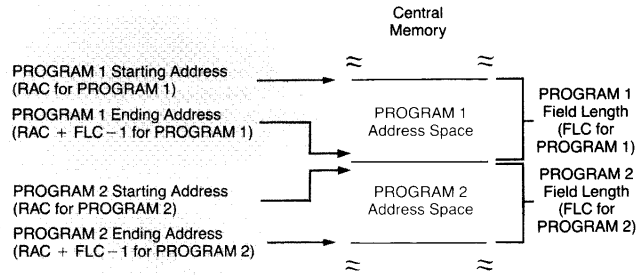 Central
Memory
PROGRAM 1 Starting Address
(RAC for PROGRAM 1)
PROGRAM 1 Ending Address
(RAC + FLC – 1 for PROGRAM 1)
PROGRAM 1
Address Space
PROGRAM 1
Field Length
(FLC for
PROGRAM 1)
PROGRAM 2 Starting Address
(RAC for PROGRAM 2)
PROGRAM 2 Ending Address
(RAC + FLC – 1 for PROGRAM 2)
PROGRAM 2
Address Space
PROGRAM 2
Field Length
(FLC for
PROGRAM 2)